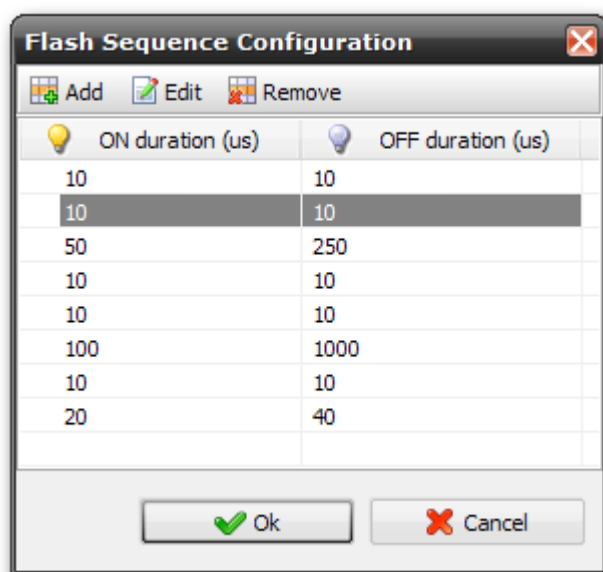 Flash Sequence Configuration
Add Edit Remove
ON duration (us) OFF duration (us)
10 10
10 10
50 250
10 10
10 10
100 1000
10 10
20 40
Ok Cancel